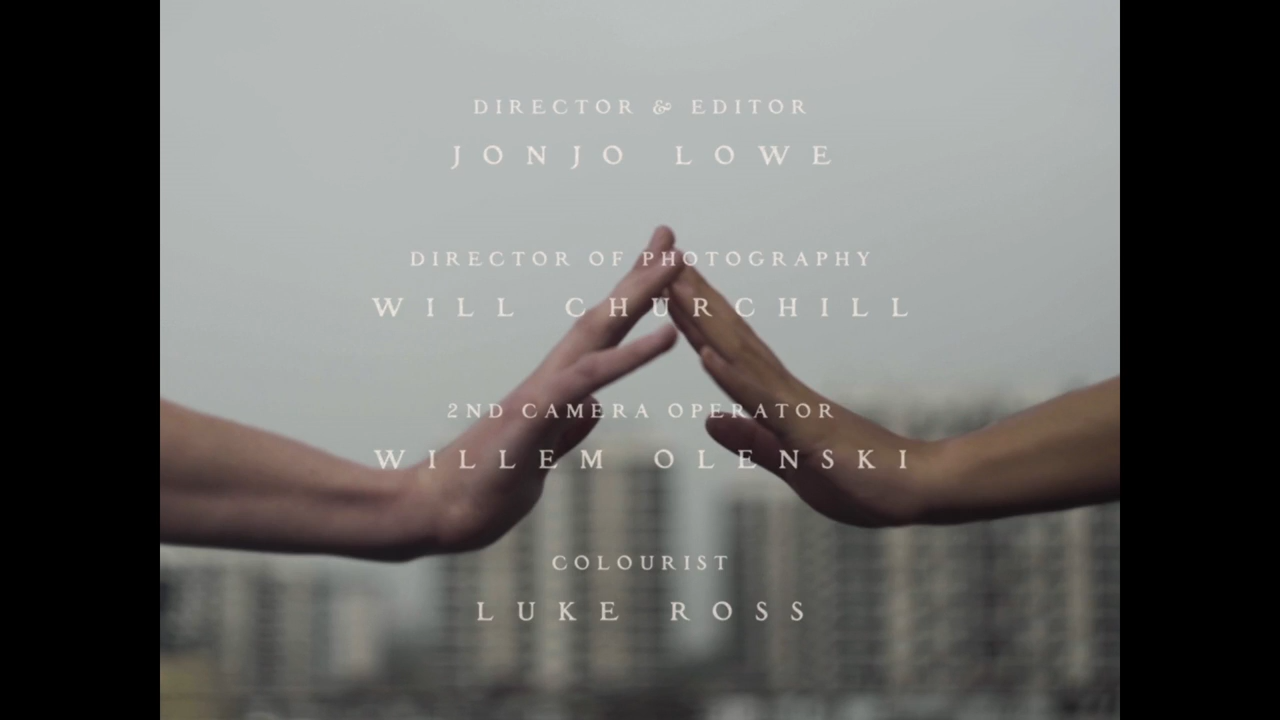 DIRECTOR & EDITOR
JONJO LOWE
DIRECTOR OF PHOTOGRAPHY
WILL CHURCHILL
2ND CAMERA OPERATOR
WILLEM OLENSKI
COLOURIST
LUKE ROSS